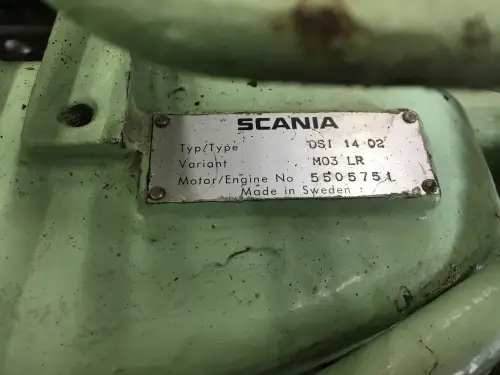 SCANIA
Typ/Type DSI 14 02
Variant M03 LR
Motor/Engine No 5505751
Made in Sweden